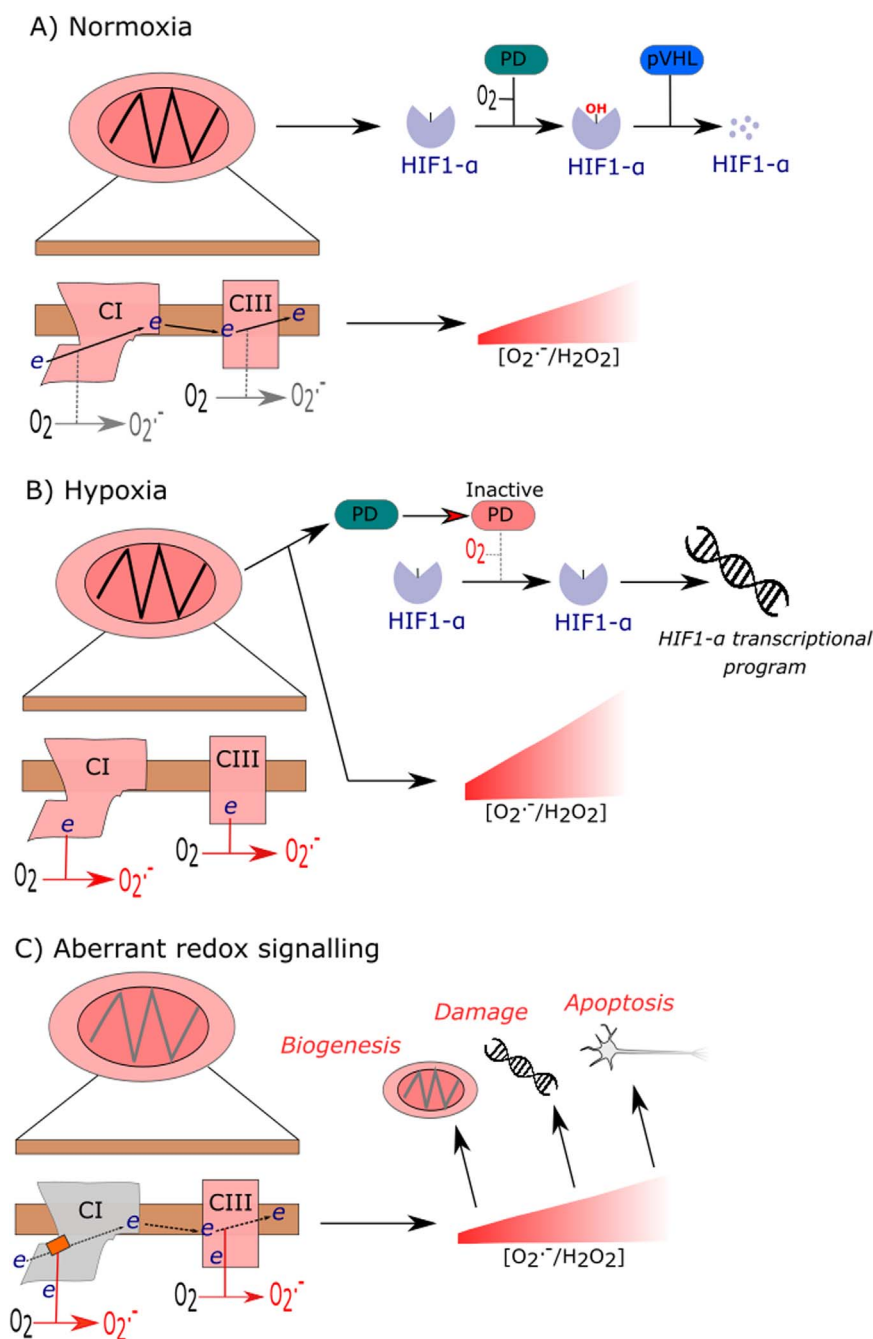 A) Normoxia
PD
pVHL
O2
OH
HIF1-α
HIF1-α
HIF1-α
CI
CIII
e
e
e
e
O2
O2·-
O2
O2·-
[O2·-/H2O2]
B) Hypoxia
Inactive
PD
PD
O2
HIF1-α
HIF1-α
HIF1-α transcriptional
program
CI
CIII
e
e
O2
O2·-
O2
O2·-
[O2·-/H2O2]
C) Aberrant redox signalling
Biogenesis
Damage
Apoptosis
CI
CIII
e
e
e
e
e
e
O2
O2·-
O2
O2·-
[O2·-/H2O2]